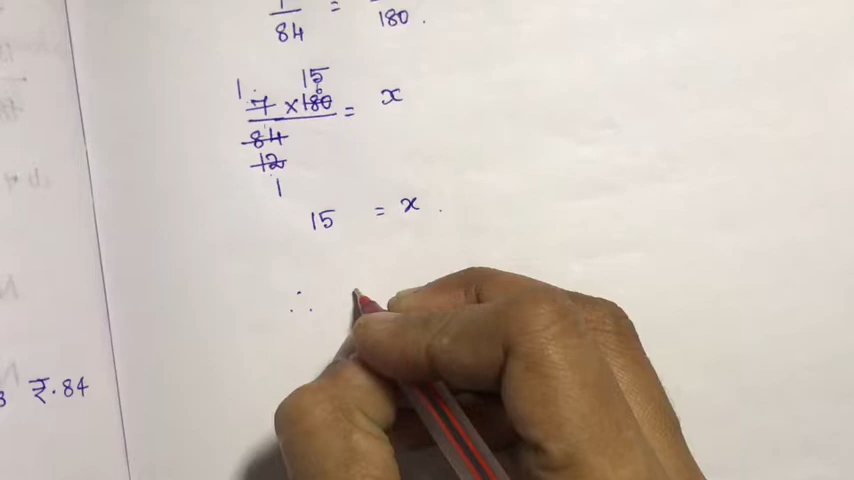 84 = 180 .
1 15
7 × 180 = x
84
12
1
15 = x .
∴
₹. 84